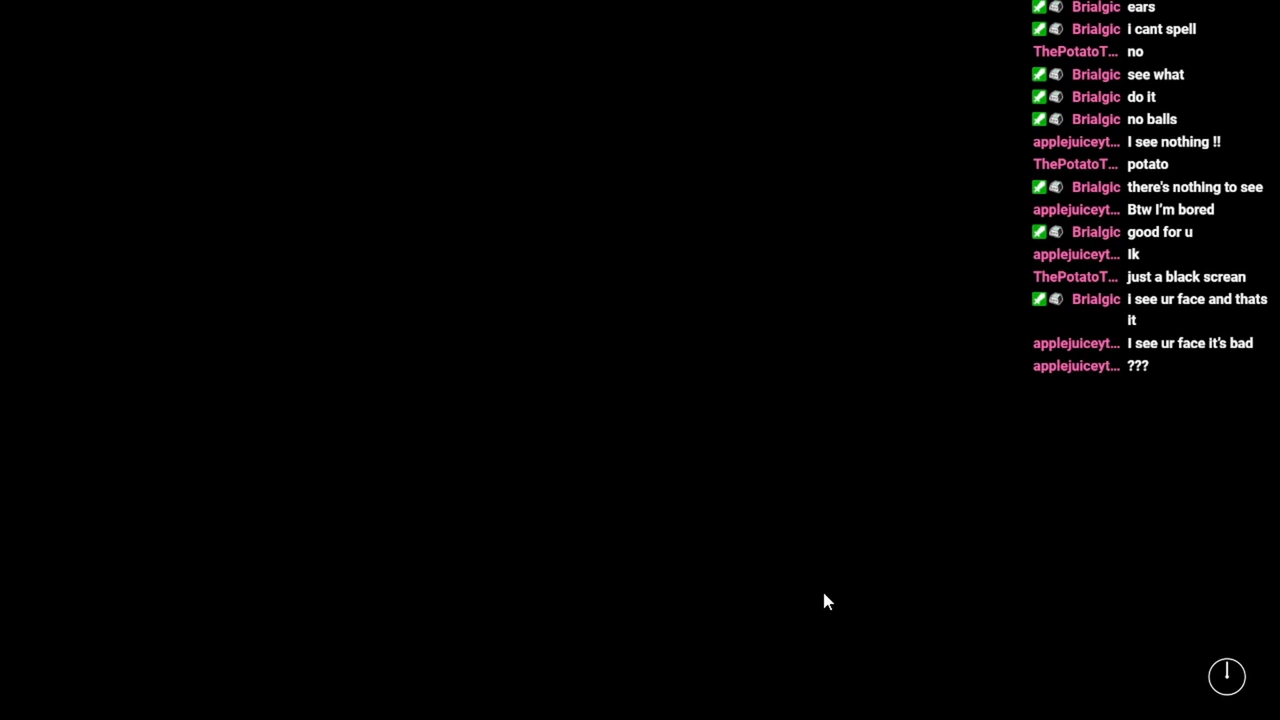 Brialgic ears
Brialgic i cant spell
ThePotatoT... no
Brialgic see what
Brialgic do it
Brialgic no balls
applejuiceyt... I see nothing !!
ThePotatoT... potato
Brialgic there's nothing to see
applejuiceyt... Btw I'm bored
Brialgic good for u
applejuiceyt... Ik
ThePotatoT... just a black screan
Brialgic i see ur face and thats
it
applejuiceyt... I see ur face it's bad
applejuiceyt... ???